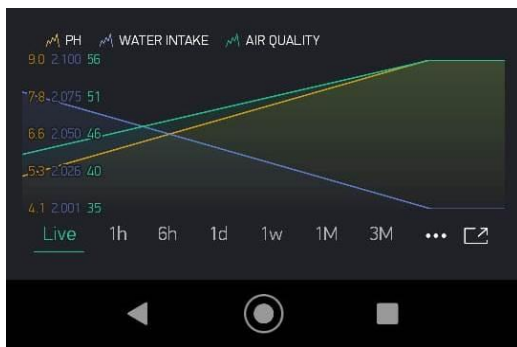 PH WATER INTAKE AIR QUALITY
9.0 2.100 56
7.8 2.075 51
6.6 2.050 46
5.3 2.026 40
4.1 2.001 35
Live 1h 6h 1d 1w 1M 3M